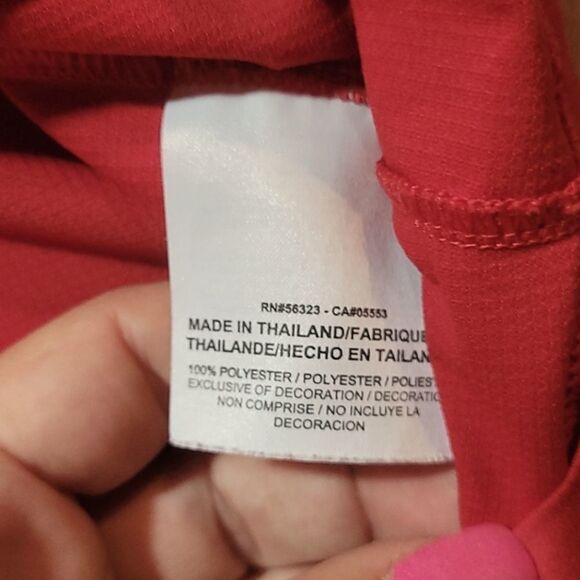 RN#56323 - CA#05553
MADE IN THAILAND/FABRIQUE
THAILANDE/HECHO EN TAILAN
100% POLYESTER / POLYESTER / POLIEST
EXCLUSIVE OF DECORATION / DECORATIO
NON COMPRISE / NO INCLUYE LA
DECORACION